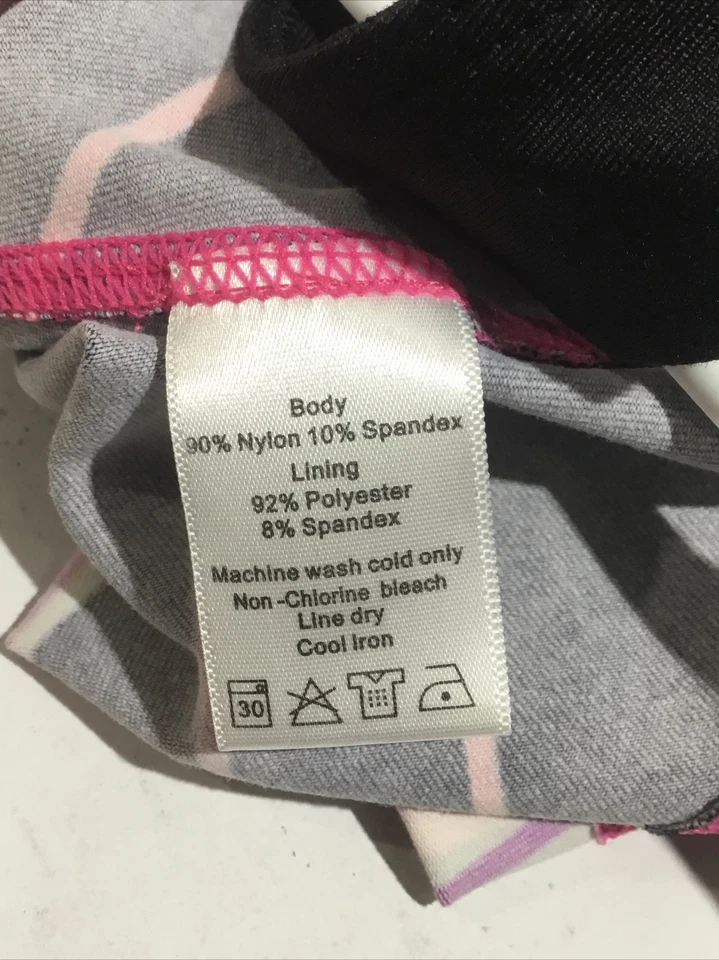 Body
90% Nylon 10% Spandex
Lining
92% Polyester
8% Spandex
Machine wash cold only
Non-Chlorine bleach
Line dry
Cool Iron
30